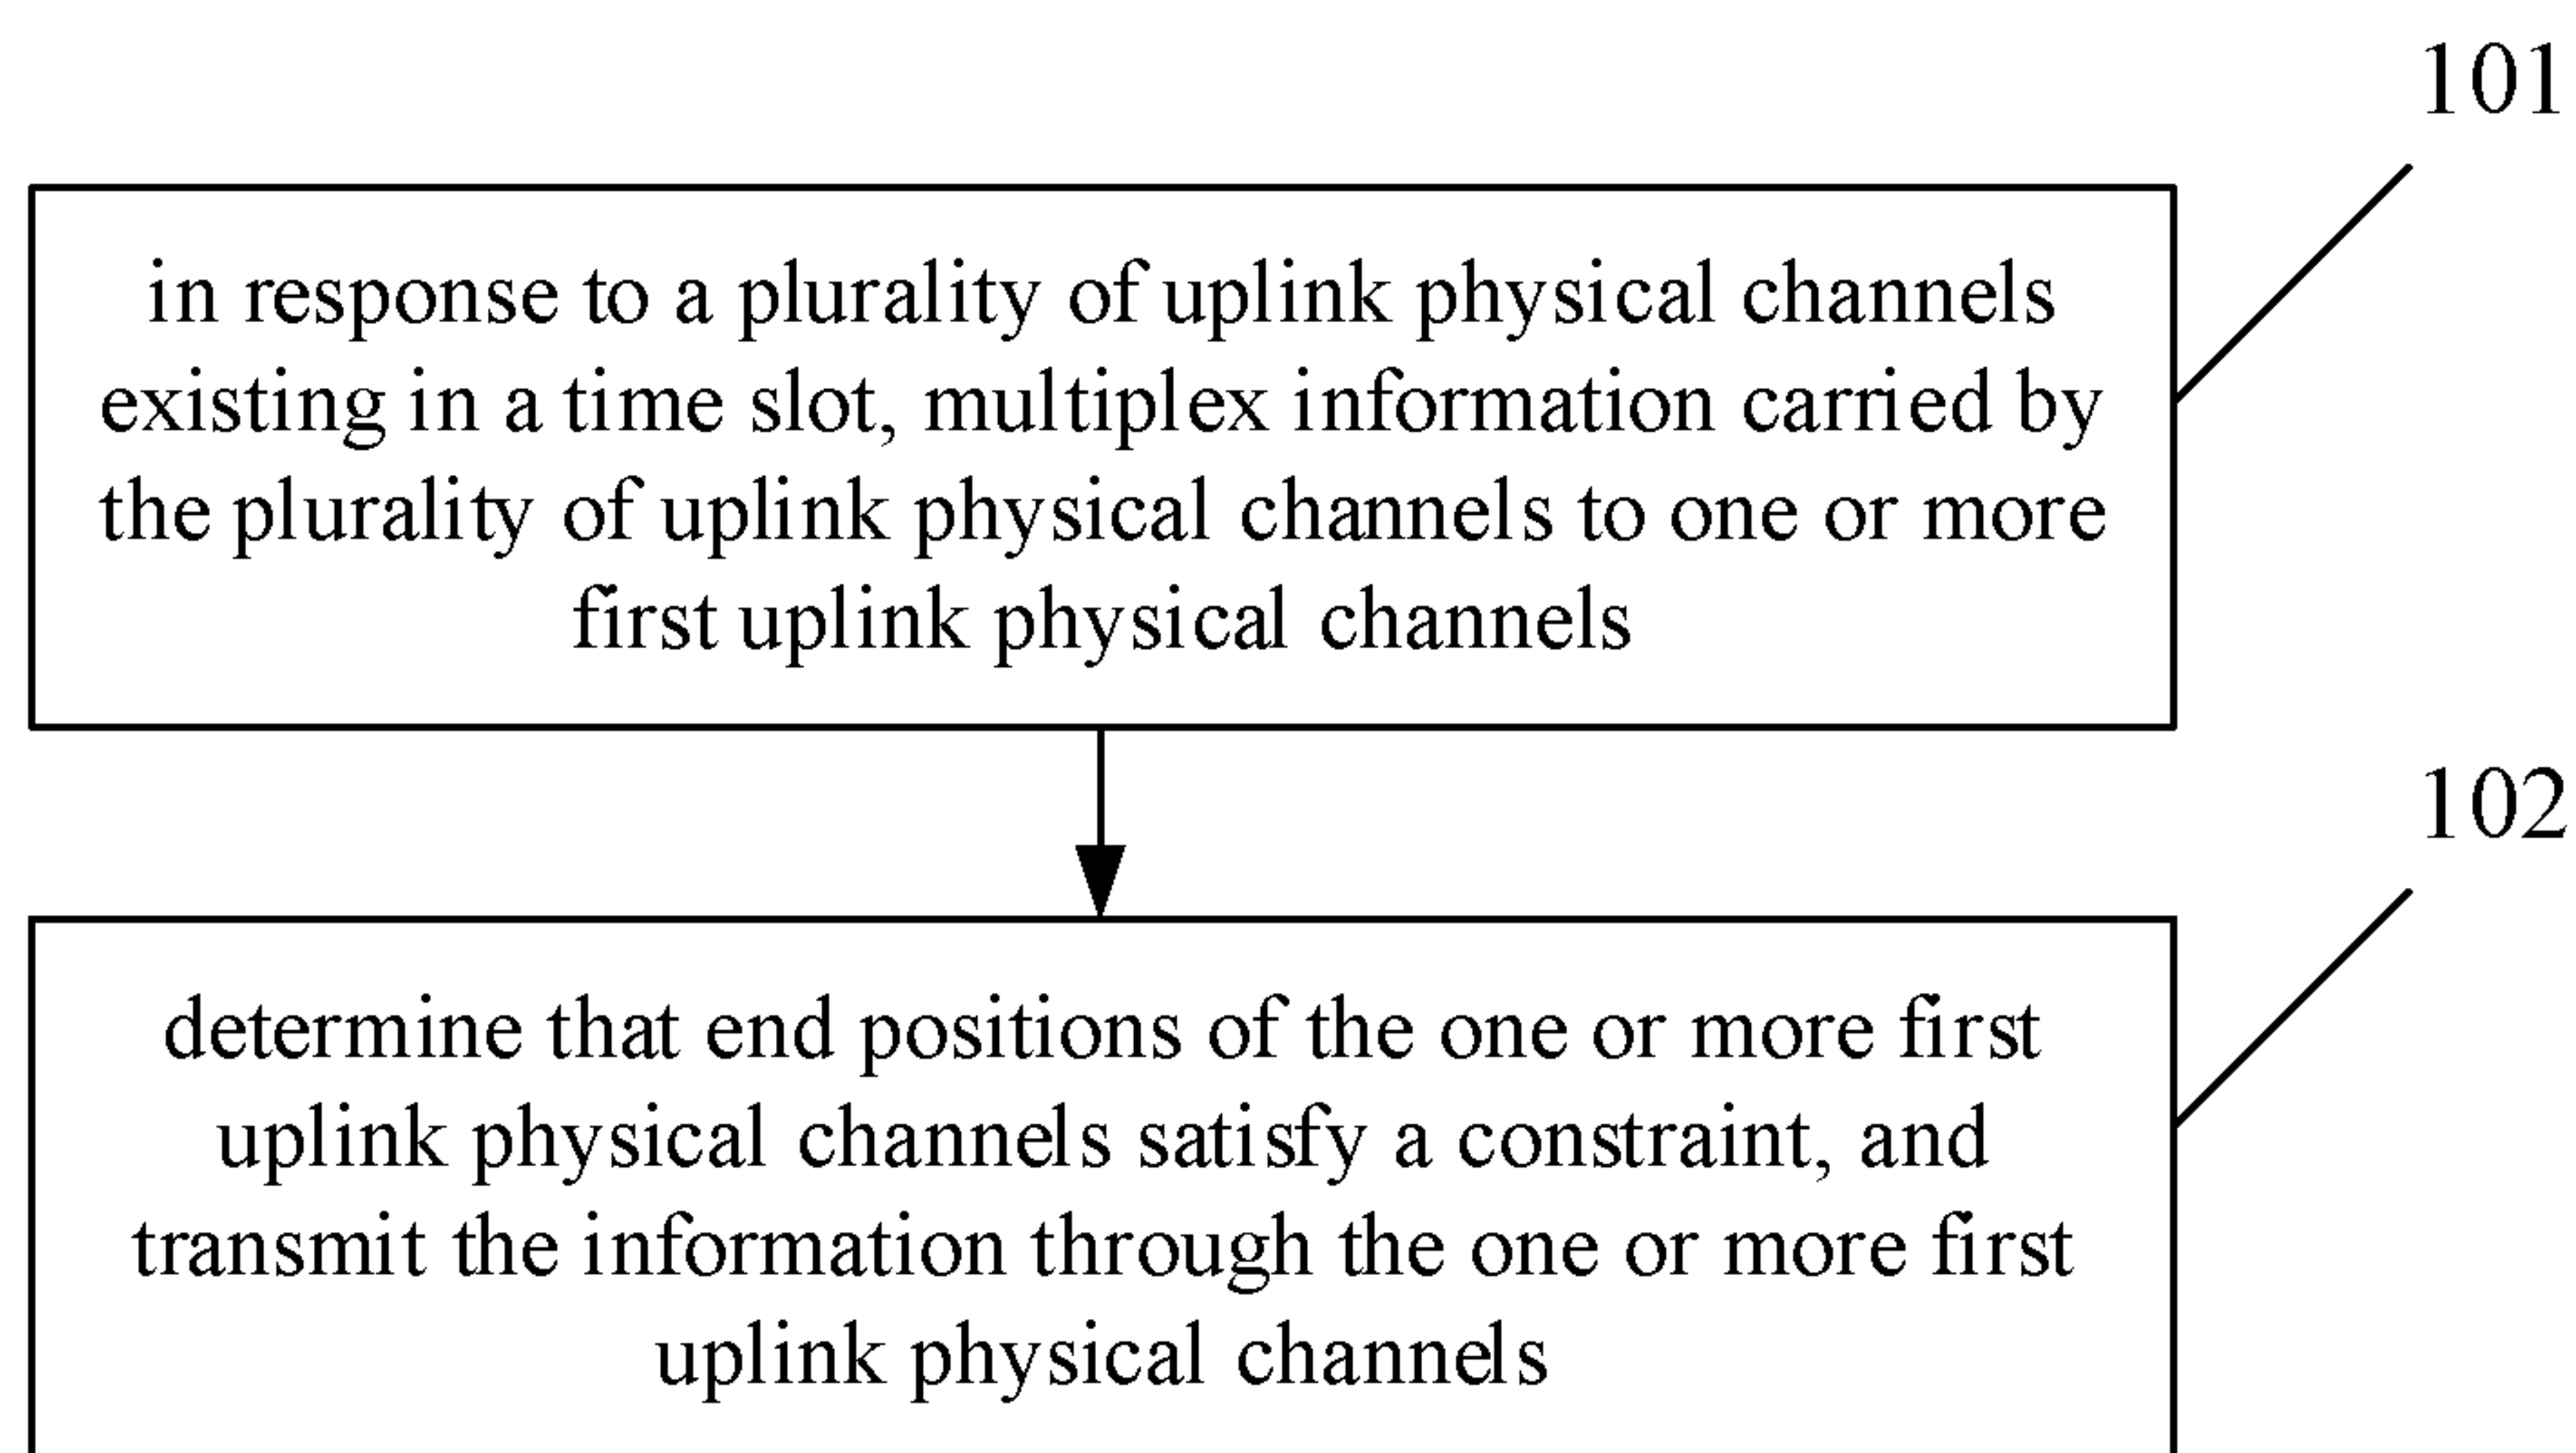 101
in response to a plurality of uplink physical channels
existing in a time slot, multiplex information carried by
the plurality of uplink physical channels to one or more
first uplink physical channels
102
determine that end positions of the one or more first
uplink physical channels satisfy a constraint, and
transmit the information through the one or more first
uplink physical channels